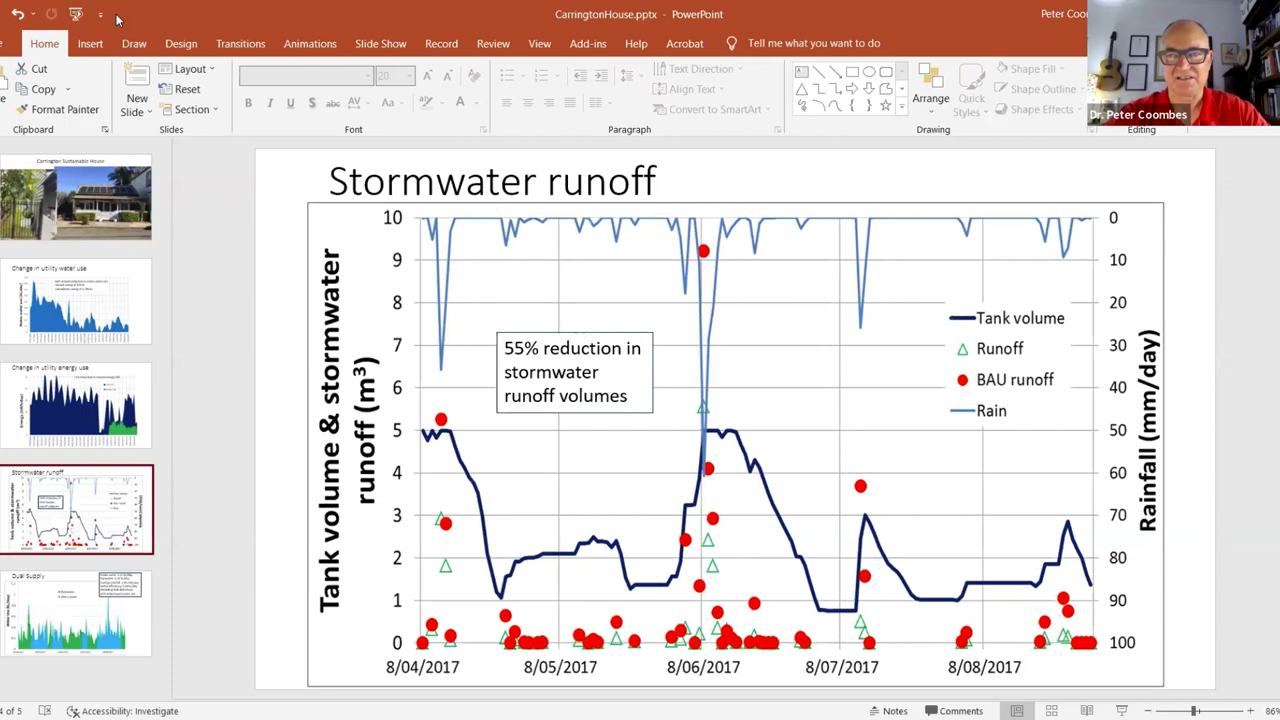 CarringtonHouse.pptx - PowerPoint
Peter Coo
Dr. Peter Coombes
Home Insert Draw Design Transitions Animations Slide Show Record Review View Add-ins Help Acrobat Tell me what you want to do
Cut
Copy
Format Painter
Clipboard
New
Slide
Layout
Reset
Section
Slides
20
Font
Text Direction
Align Text
Convert to SmartArt
Paragraph
Arrange
Quick
Styles
Shape Fill
Shape Outline
Shape Effects
Drawing
Editing
Carrington Sustainable House
Change in utility water use
Change in utility energy use
Stormwater runoff
Dual Supply
Stormwater runoff
Tank volume & stormwater
runoff (m³)
10
9
8
7
6
5
4
3
2
1
0
55% reduction in
stormwater
runoff volumes
Tank volume
Runoff
BAU runoff
Rain
0
10
20
30
40
50
60
70
80
90
100
Rainfall (mm/day)
8/04/2017 8/05/2017 8/06/2017 8/07/2017 8/08/2017
4 of 5
Accessibility: Investigate
Notes
Comments
86%